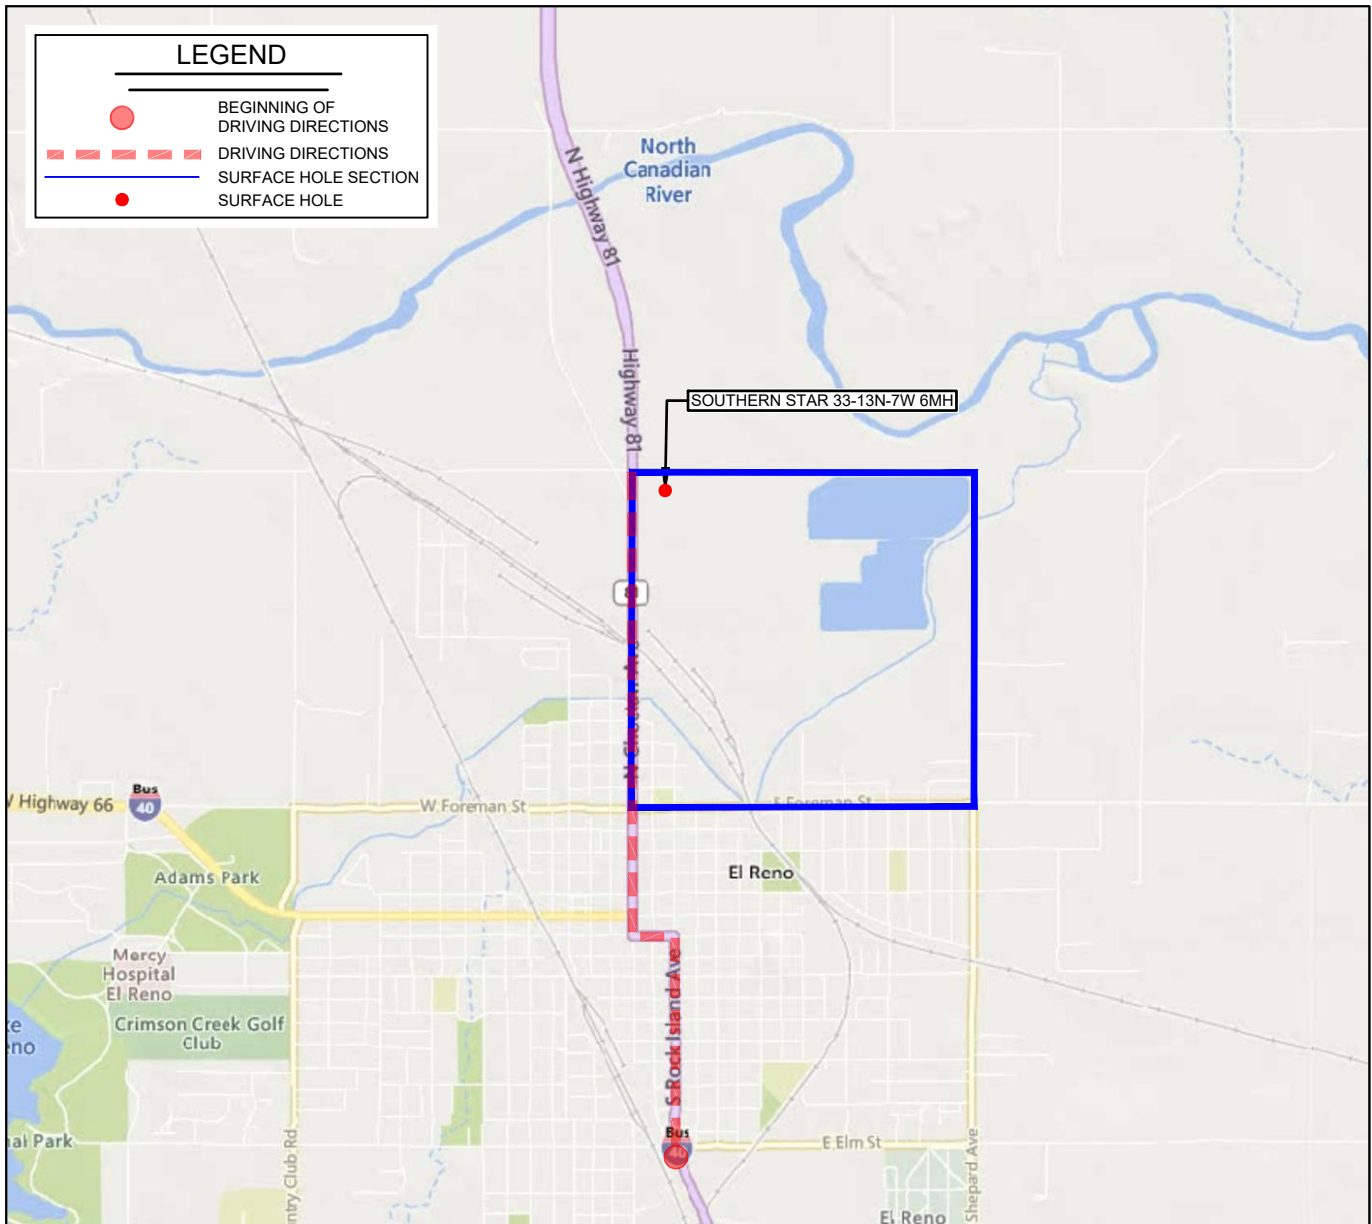 LEGEND
BEGINNING OF
DRIVING DIRECTIONS
DRIVING DIRECTIONS
SURFACE HOLE SECTION
SURFACE HOLE
North
Canadian
River
N Highway 81
Highway 81
SOUTHERN STAR 33-13N-7W 6MH
Highway 66
Bus
40
W Foreman St
E Foreman St
Adams Park
El Reno
Mercy
Hospital
El Reno
Crimson Creek Golf
Club
S Rock Island Ave
Bus
40
E Elm St
Shepard Ave
El Reno